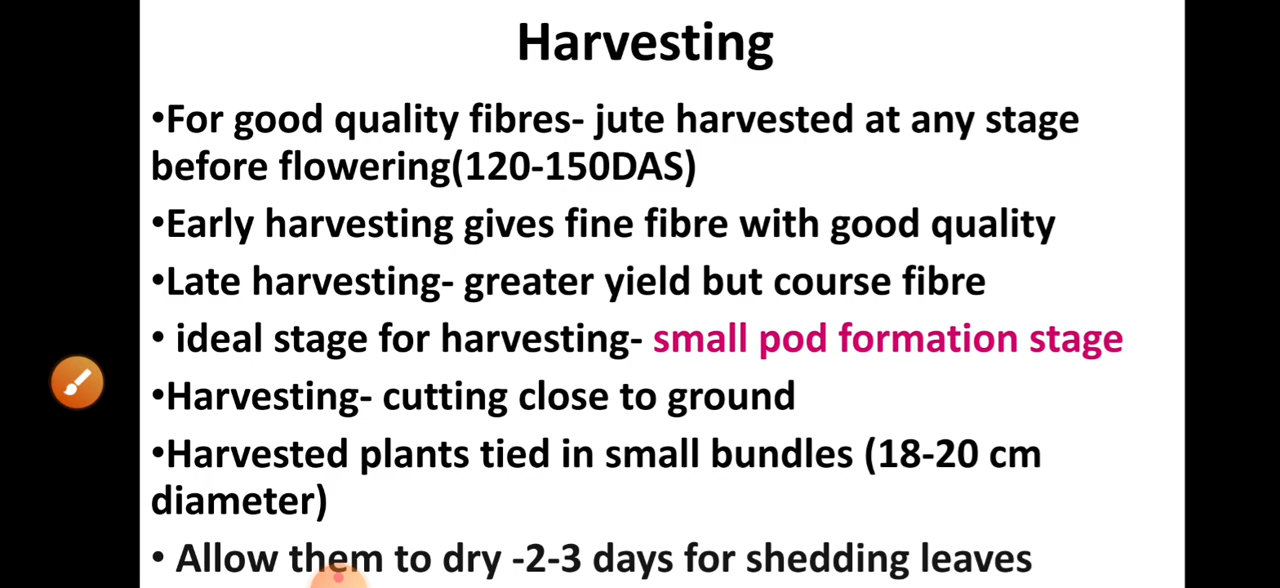 Harvesting
•For good quality fibres- jute harvested at any stage
before flowering(120-150DAS)
•Early harvesting gives fine fibre with good quality
•Late harvesting- greater yield but course fibre
• ideal stage for harvesting- small pod formation stage
•Harvesting- cutting close to ground
•Harvested plants tied in small bundles (18-20 cm
diameter)
• Allow them to dry -2-3 days for shedding leaves